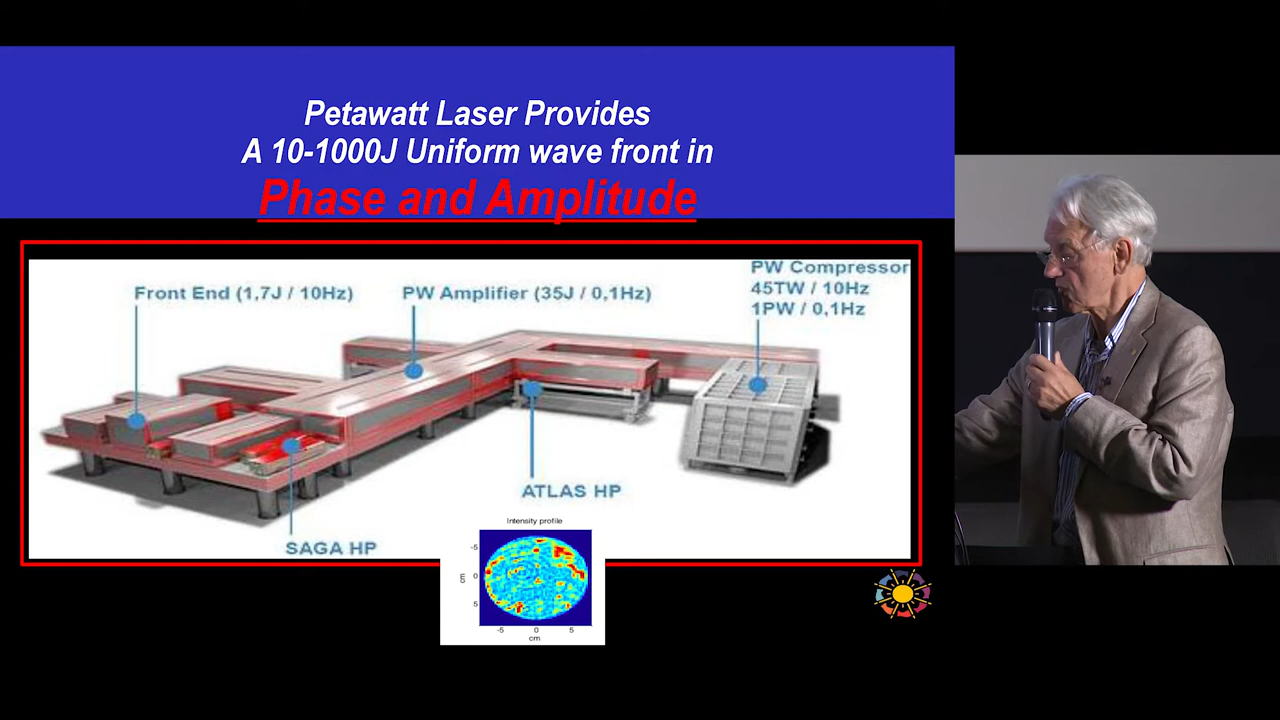 Petawatt Laser Provides
A 10-1000J Uniform wave front in
Phase and Amplitude
PW Compressor
45TW / 10Hz
1PW / 0,1Hz
Front End (1,7J / 10Hz)
PW Amplifier (35J / 0,1Hz)
ATLAS HP
SAGA HP
Intensity profile
-5
0
5
cm
-5
0
5
cm